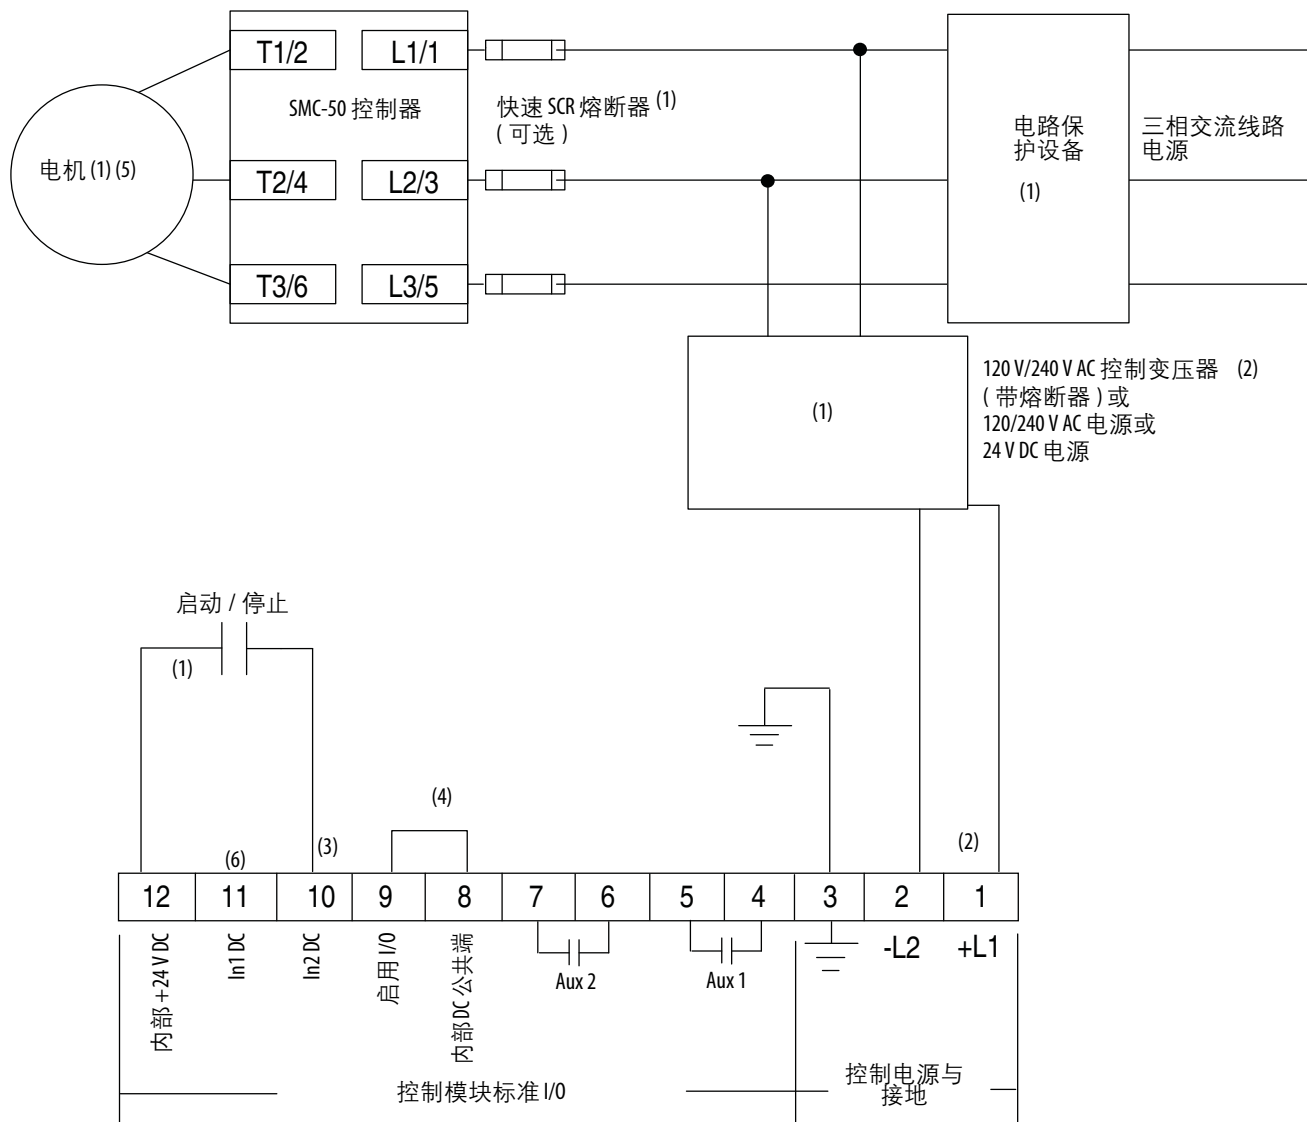 T1/2
L1/1
SMC-50 控制器
快速 SCR 熔断器 (1)
( 可选 )
电路保
护设备
(1)
三相交流线路
电源
电机 (1) (5)
T2/4
L2/3
T3/6
L3/5
(1)
120 V/240 V AC 控制变压器 (2)
( 带熔断器 ) 或
120/240 V AC 电源或
24 V DC 电源
启动 / 停止
(1)
(4)
(3)
(6)
(2)
12
11
10
9
8
7
6
5
4
3
2
1
内部 +24 V DC
In1 DC
In2 DC
启用 I/0
内部 DC 公共端
Aux 2
Aux 1
-L2
+L1
控制模块标准 I/0
控制电源与
接地